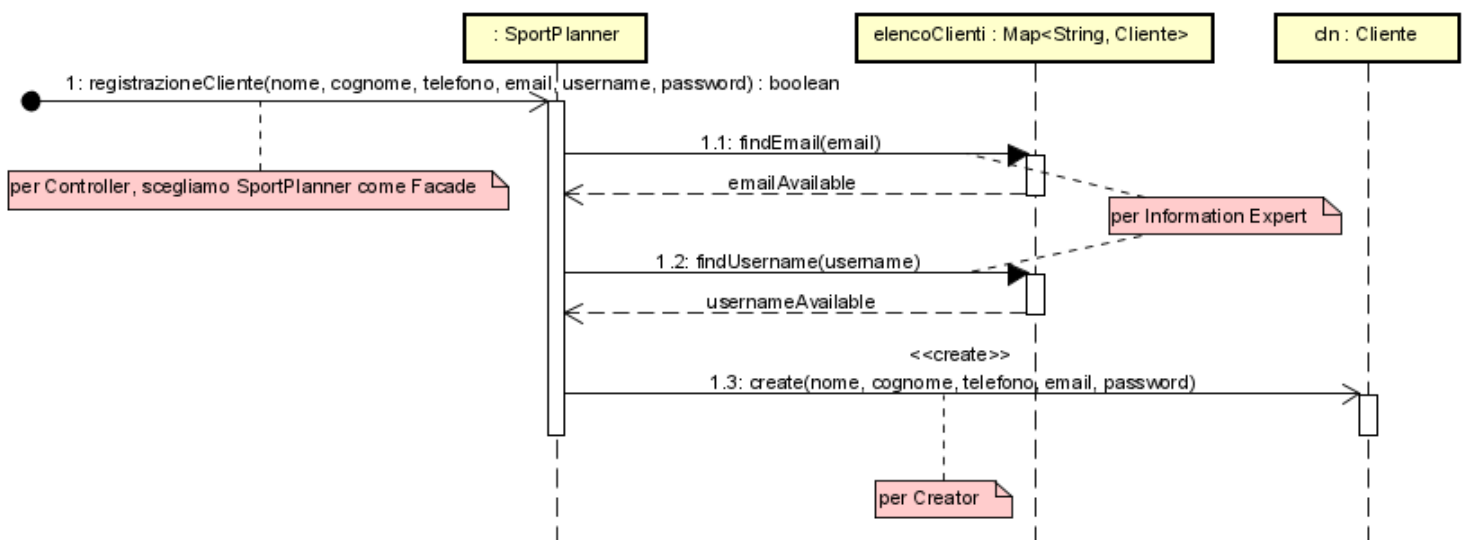 : SportPlanner
elencoClienti : Map<String, Cliente>
cln : Cliente
1: registrazioneCliente(nome, cognome, telefono, email, username, password) : boolean
1.1: findEmail(email)
per Controller, scegliamo SportPlanner come Facade
emailAvailable
per Information Expert
1.2: findUsername(username)
usernameAvailable
<<create>>
1.3: create(nome, cognome, telefono, email, password)
per Creator